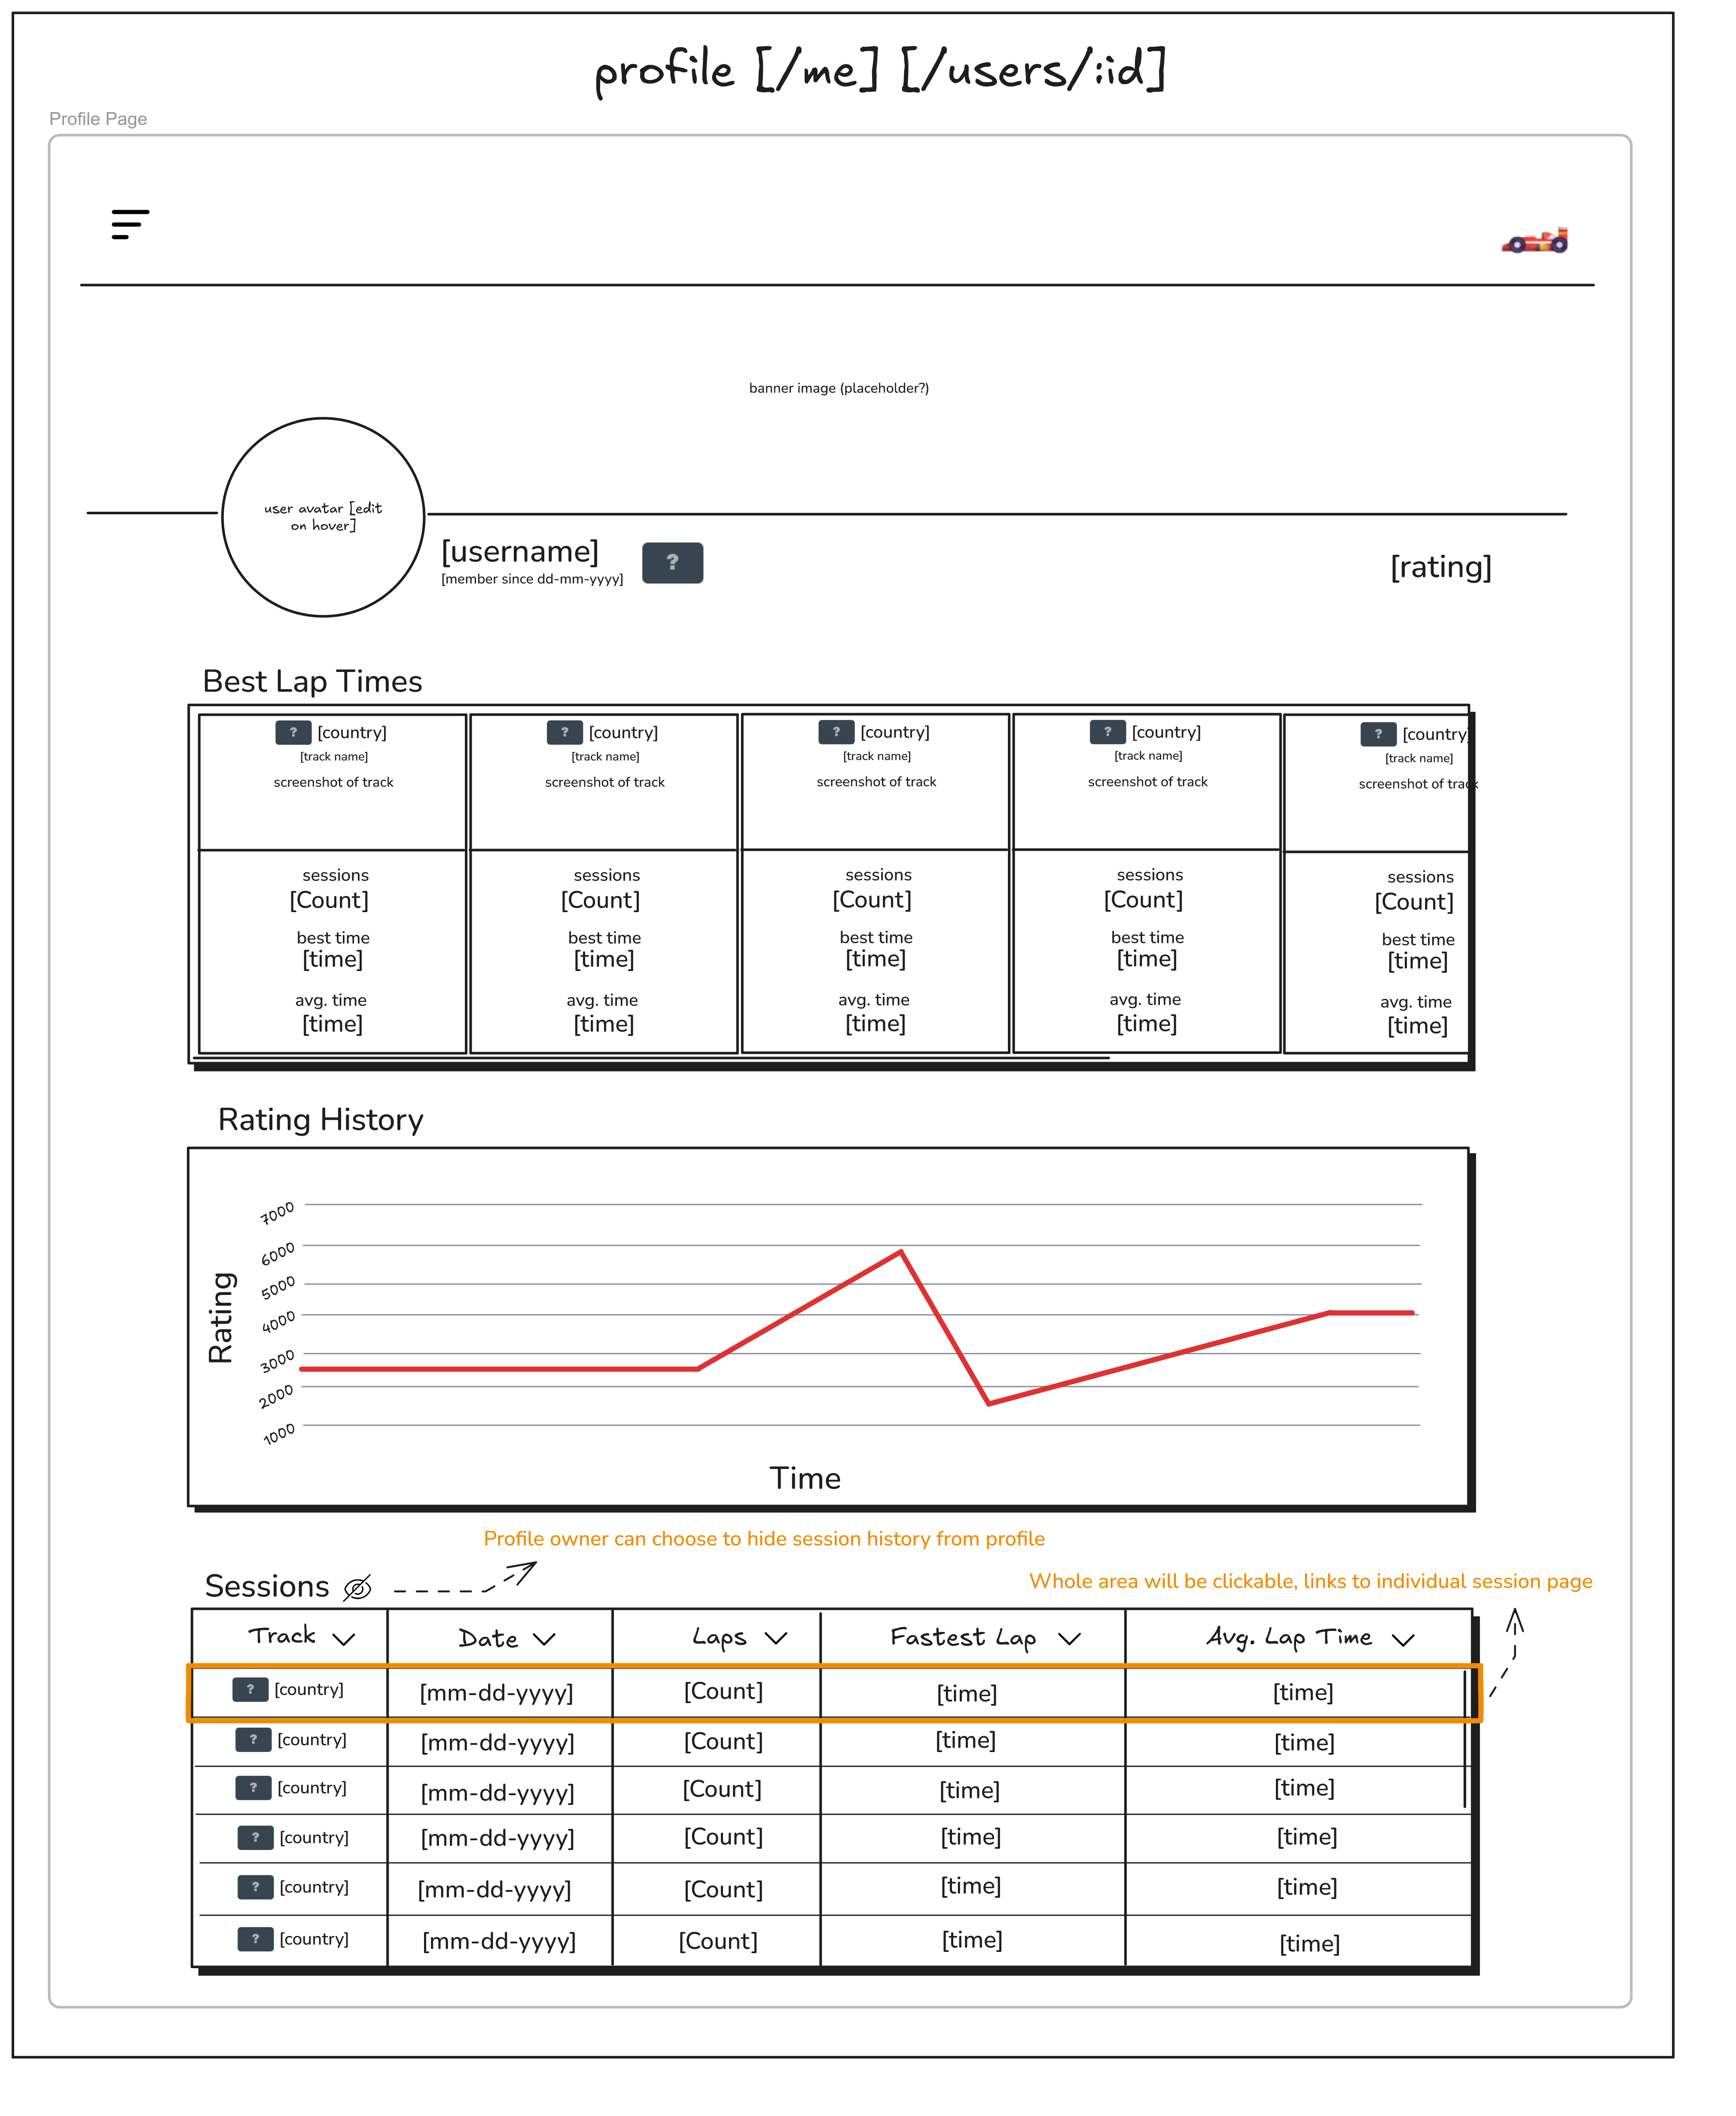 profile [/me] [/users/:id]
Profile Page
banner image (placeholder?)
user avatar [edit
on hover]
[username]
[member since dd-mm-yyyy]
?
[rating]
Best Lap Times
? [country] ? [country] ? [country] ? [country] ? [country]
[track name] [track name] [track name] [track name] [track name]
screenshot of track screenshot of track screenshot of track screenshot of track screenshot of track
sessions sessions sessions sessions sessions
[Count] [Count] [Count] [Count] [Count]
best time best time best time best time best time
[time] [time] [time] [time] [time]
avg. time avg. time avg. time avg. time avg. time
[time] [time] [time] [time] [time]
Rating History
7000
6000
5000
4000
3000
2000
1000
Rating
Time
Profile owner can choose to hide session history from profile
Sessions
Whole area will be clickable, links to individual session page
Track Date Laps Fastest Lap Avg. Lap Time
? [country] [mm-dd-yyyy] [Count] [time] [time]
? [country] [mm-dd-yyyy] [Count] [time] [time]
? [country] [mm-dd-yyyy] [Count] [time] [time]
? [country] [mm-dd-yyyy] [Count] [time] [time]
? [country] [mm-dd-yyyy] [Count] [time] [time]
? [country] [mm-dd-yyyy] [Count] [time] [time]